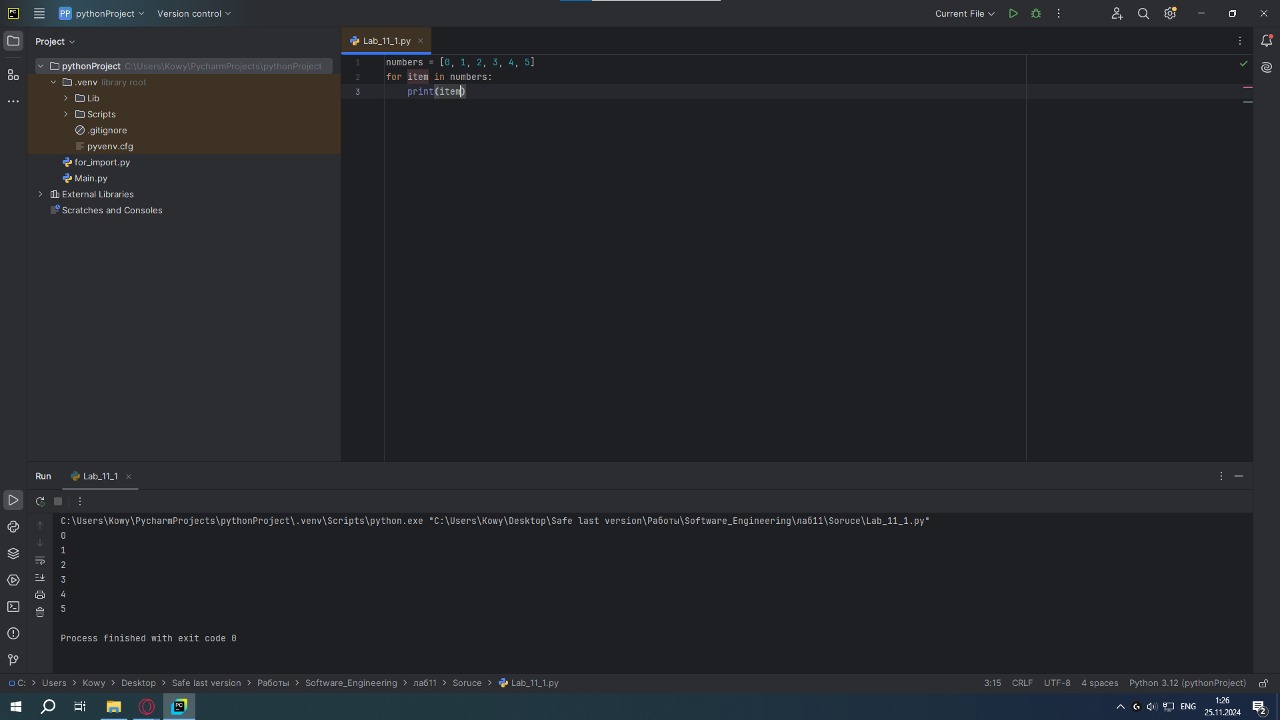 PP pythonProject Version control Current File
Project Lab_11_1.py
pythonProject C:\Users\Kowy\PycharmProjects\pythonProject
.venv library root
Lib
Scripts
.gitignore
pyvenv.cfg
for_import.py
Main.py
External Libraries
Scratches and Consoles
1 numbers = [0, 1, 2, 3, 4, 5]
2 for item in numbers:
3 print(item)
Run Lab_11_1
C:\Users\Kowy\PycharmProjects\pythonProject\.venv\Scripts\python.exe "C:\Users\Kowy\Desktop\Safe last version\Работы\Software_Engineering\лаб11\Soruce\Lab_11_1.py"
0
1
2
3
4
5
Process finished with exit code 0
C: > Users > Kowy > Desktop > Safe last version > Работы > Software_Engineering > лаб11 > Soruce > Lab_11_1.py 3:15 CRLF UTF-8 4 spaces Python 3.12 (pythonProject)
PC ENG 1:26
25.11.2024 2